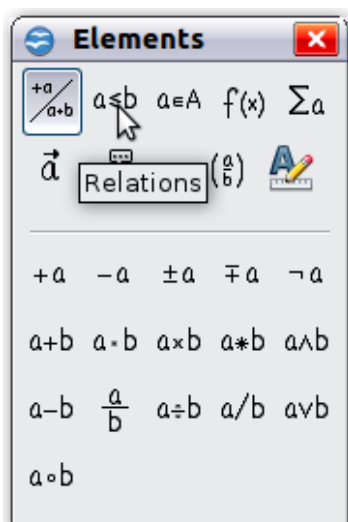 Elements
+a/a+b a≤b a∈A f(x) Σa
a⃗ (a b)
Relations
+a −a ±a ∓a ¬a
a+b a·b a×b a∗b a∧b
a−b a/b a÷b a/b a∨b
a∘b